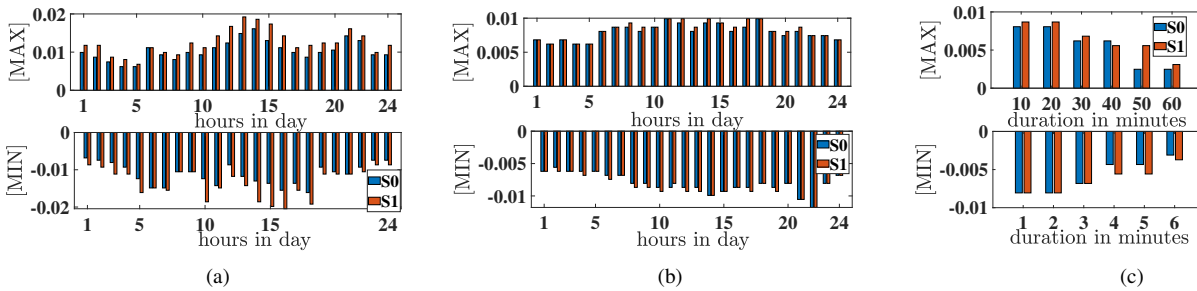 [MAX]
0.02
0.01
0
1 5 10 15 20 24
hours in day
[MIN]
0
-0.01
-0.02
S0
S1
1 5 10 15 20 24
hours in day
(a)
[MAX]
0.01
0.005
0
1 5 10 15 20 24
hours in day
[MIN]
0
-0.005
-0.01
S0
S1
1 5 10 15 20 24
hours in day
(b)
[MAX]
0.01
0.005
0
S0
S1
10 20 30 40 50 60
duration in minutes
[MIN]
0
-0.005
-0.01
S0
S1
1 2 3 4 5 6
duration in minutes
(c)